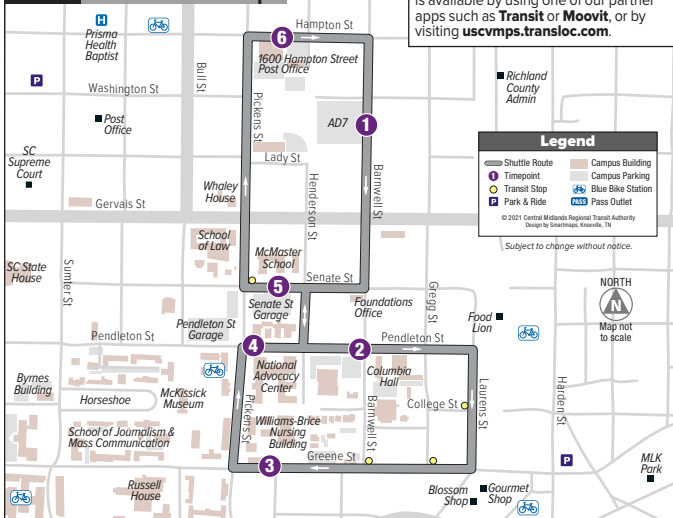 is available by using one of our partner
apps such as Transit or Moovit, or by
visiting uscvmps.transloc.com.
Hampton St
6
H
Prisma
Health
Baptist
1600 Hampton Street
Post Office
Bull St
P
Washington St
Richland
County
Admin
Pickens St
Post
Office
AD7
1
SC
Supreme
Court
Lady St
Legend
Shuttle Route
1 Timepoint
Transit Stop
P Park & Ride
Campus Building
Campus Parking
Blue Bike Station
PASS Pass Outlet
© 2021 Central Midlands Regional Transit Authority
Design by Smartmaps, Knoxville, TN
Subject to change without notice.
Whaley
House
Henderson St
Barnwell St
Gervais St
School
of Law
McMaster
School
SC State
House
Sumter St
Senate St
5
Senate St
Garage
Foundations
Office
Gregg St
NORTH
N
Map not
to scale
Food
Lion
Pendleton St
Garage
Pendleton St
Pendleton St
4
2
National
Advocacy
Center
Columbia
Hall
Byrnes
Building
Horseshoe
McKissick
Museum
Pickens St
Barnwell St
College St
Laurens St
Harden St
School of Journalism &
Mass Communication
Williams-Brice
Nursing
Building
Greene St
3
P
MLK
Park
Russell
House
Blossom
Shop
Gourmet
Shop